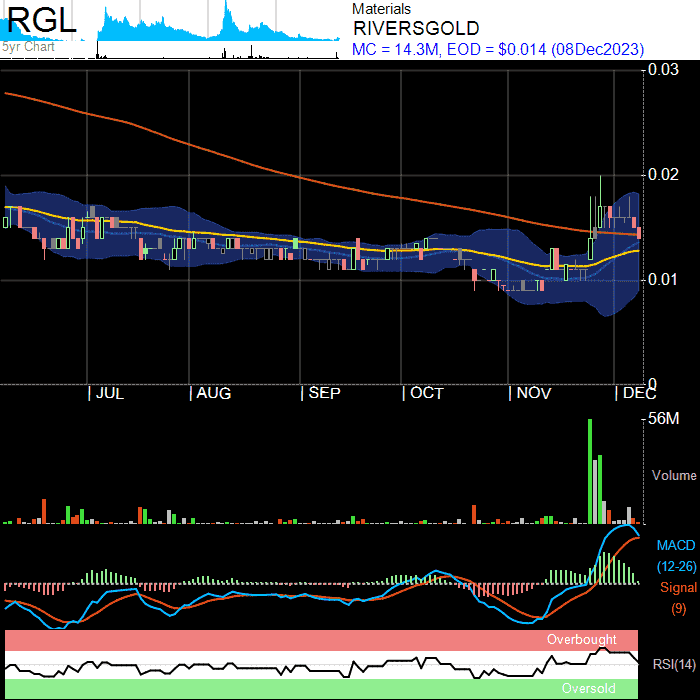 RGL
5yr Chart
Materials
RIVERSGOLD
MC = 14.3M, EOD = $0.014 (08Dec2023)
0.03
0.02
0.01
0
| JUL | AUG | SEP | OCT | NOV | DEC
56M
Volume
MACD
(12-26)
Signal
(9)
Overbought
RSI(14)
Oversold